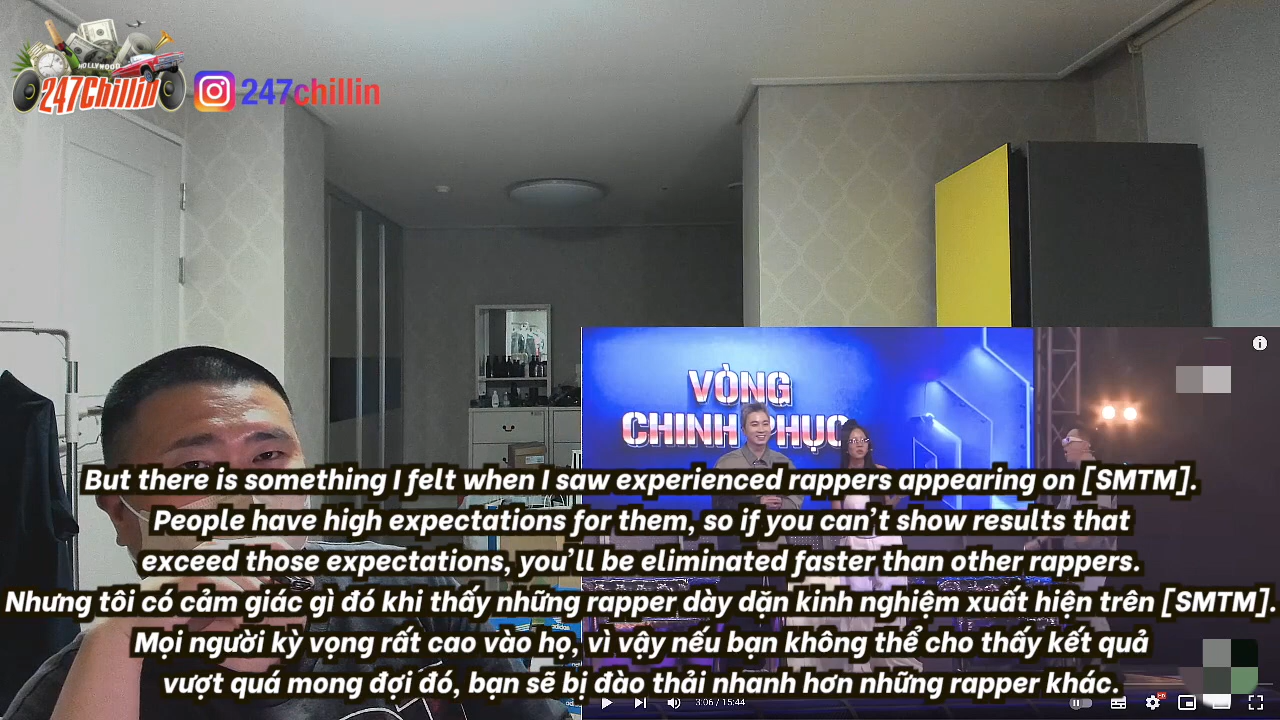 HOLLYWOOD
247Chillin
247chillin
VÒNG
CHINH PHỤC
But there is something I felt when I saw experienced rappers appearing on [SMTM].
People have high expectations for them, so if you can't show results that
exceed those expectations, you'll be eliminated faster than other rappers.
Nhưng tôi có cảm giác gì đó khi thấy những rapper dày dặn kinh nghiệm xuất hiện trên [SMTM].
Mọi người kỳ vọng rất cao vào họ, vì vậy nếu bạn không thể cho thấy kết quả
vượt quá mong đợi đó, bạn sẽ bị đào thải nhanh hơn những rapper khác.
adidas
3:06 / 15:44
HD